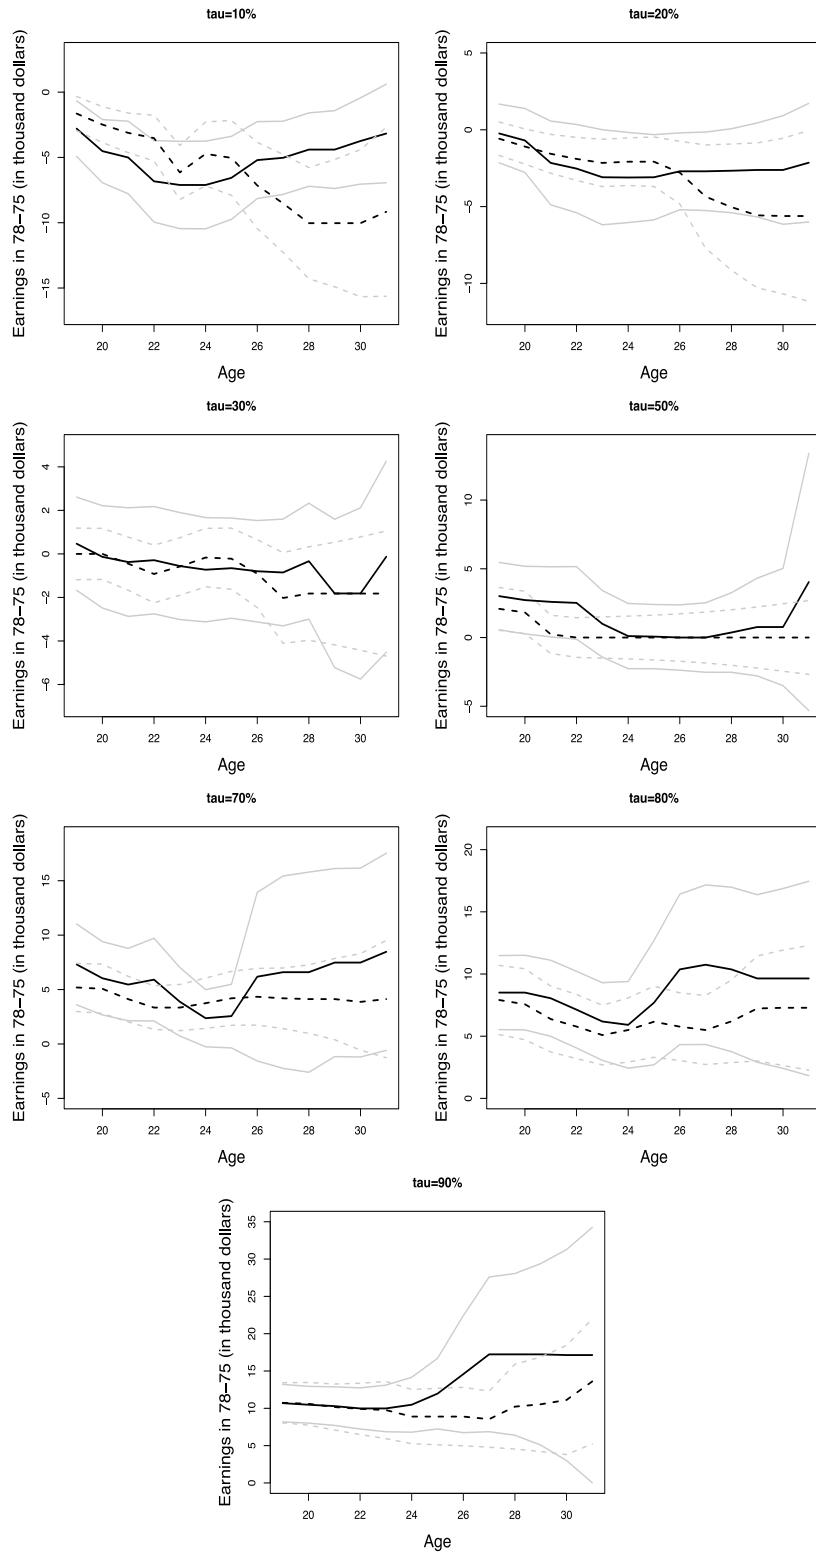 tau=10%
Earnings in 78−75 (in thousand dollars)
0
−5
−10
−15
20 22 24 26 28 30
Age
tau=20%
Earnings in 78−75 (in thousand dollars)
5
0
−5
−10
20 22 24 26 28 30
Age
tau=30%
Earnings in 78−75 (in thousand dollars)
4
2
0
−2
−4
−6
20 22 24 26 28 30
Age
tau=50%
Earnings in 78−75 (in thousand dollars)
10
5
0
−5
20 22 24 26 28 30
Age
tau=70%
Earnings in 78−75 (in thousand dollars)
15
10
5
0
−5
20 22 24 26 28 30
Age
tau=80%
Earnings in 78−75 (in thousand dollars)
20
15
10
5
0
20 22 24 26 28 30
Age
tau=90%
Earnings in 78−75 (in thousand dollars)
35
30
25
20
15
10
5
0
20 22 24 26 28 30
Age